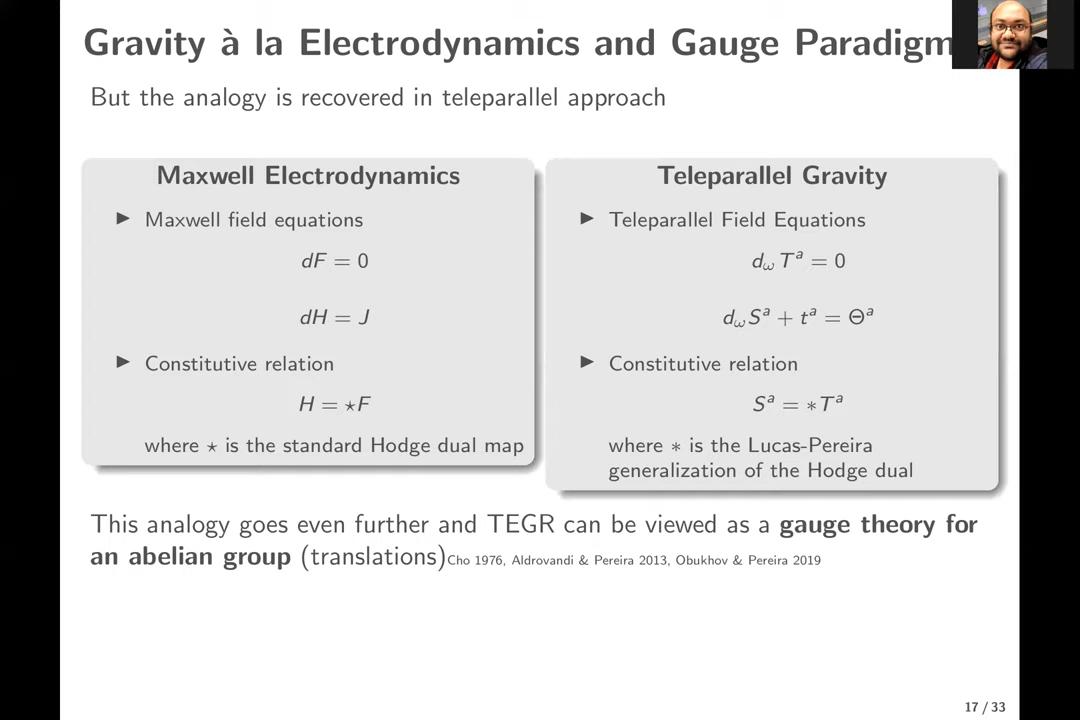 Gravity à la Electrodynamics and Gauge Paradigm
But the analogy is recovered in teleparallel approach
Maxwell Electrodynamics
▶ Maxwell field equations
dF = 0
dH = J
▶ Constitutive relation
H = ⋆F
where ⋆ is the standard Hodge dual map
Teleparallel Gravity
▶ Teleparallel Field Equations
d_ω T^a = 0
d_ω S^a + t^a = Θ^a
▶ Constitutive relation
S^a = ∗T^a
where ∗ is the Lucas-Pereira
generalization of the Hodge dual
This analogy goes even further and TEGR can be viewed as a gauge theory for
an abelian group (translations)Cho 1976, Aldrovandi & Pereira 2013, Obukhov & Pereira 2019
17 / 33